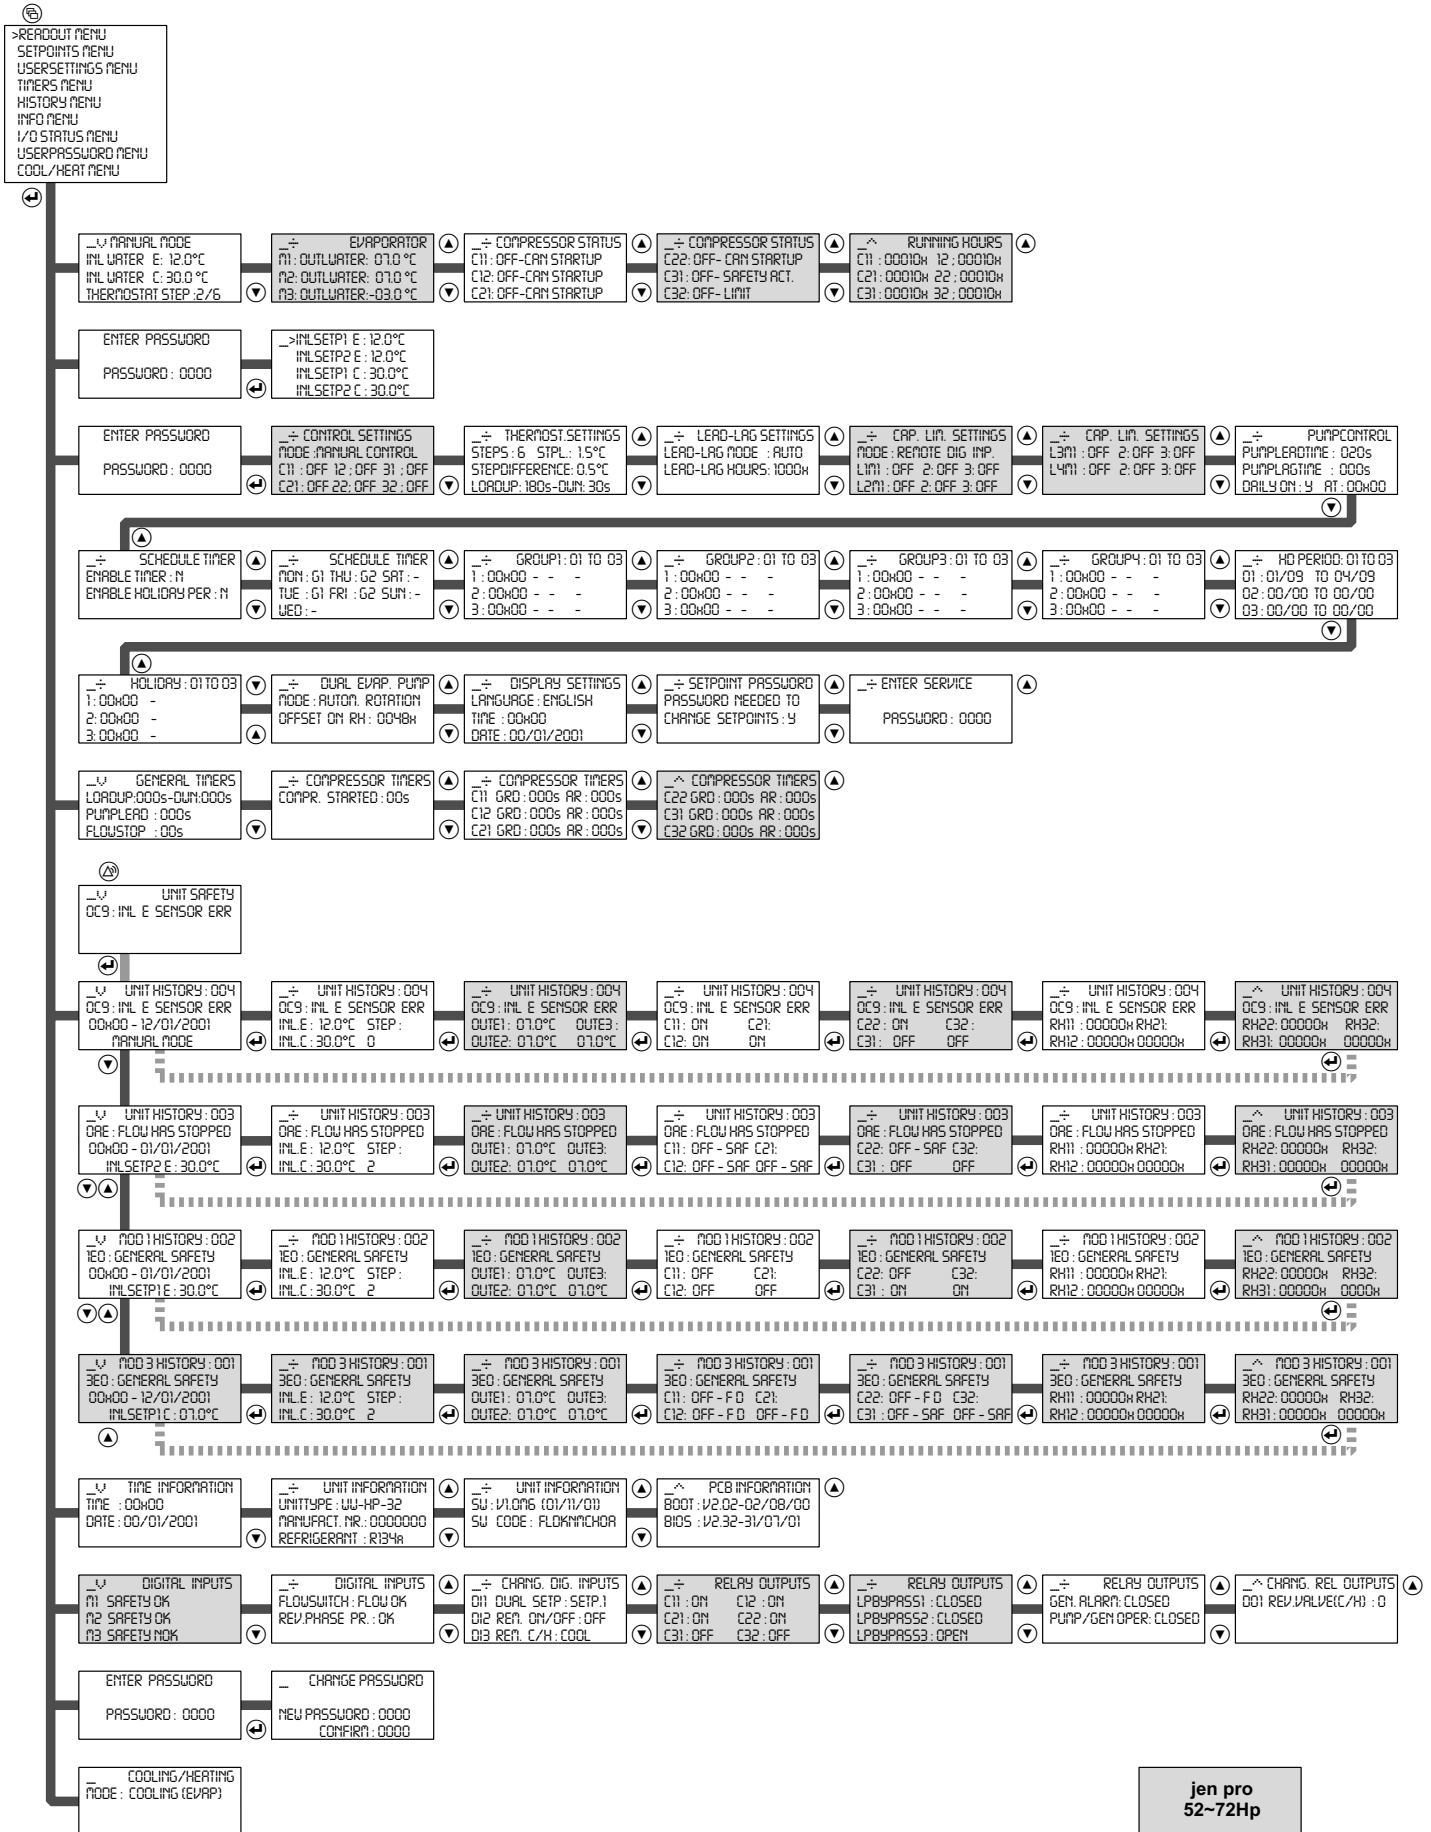 >READOUT MENU
SETPOINTS MENU
USERSETTINGS MENU
TIMERS MENU
HISTORY MENU
INFO MENU
I/O STATUS MENU
USERPASSWORD MENU
COOL/HEAT MENU
_v MANUAL MODE
INL WATER E: 12.0°C
INL WATER C: 30.0°C
THERMOSTAT STEP :2/6
_÷ EVAPORATOR
M1: OUTLWATER: 07.0°C
M2: OUTLWATER: 07.0°C
M3: OUTLWATER:-03.0°C
_÷ COMPRESSOR STATUS
C11: OFF-CAN STARTUP
C12: OFF-CAN STARTUP
C21: OFF-CAN STARTUP
_÷ COMPRESSOR STATUS
C22: OFF- CAN STARTUP
C31: OFF- SAFETY ACT.
C32: OFF- LIMIT
_^ RUNNING HOURS
C11 : 00010h 12 : 00010h
C21 : 00010h 22 : 00010h
C31 : 00010h 32 : 00010h
ENTER PASSWORD
PASSWORD : 0000
_>INLSETP1 E : 12.0°C
INLSETP2 E : 12.0°C
INLSETP1 C : 30.0°C
INLSETP2 C : 30.0°C
ENTER PASSWORD
PASSWORD : 0000
_÷ CONTROL SETTINGS
MODE :MANUAL CONTROL
C11 : OFF 12 : OFF 31 ; OFF
C21 : OFF 22; OFF 32 ; OFF
_÷ THERMOST.SETTINGS
STEPS : 6 STPL.: 1.5°C
STEPDIFFERENCE: 0.5°C
LOADUP: 180s-DWN: 30s
_÷ LEAD-LAG SETTINGS
LEAD-LAG MODE : AUTO
LEAD-LAG HOURS: 1000h
_÷ CAP. LIM. SETTINGS
MODE : REMOTE DIG INP.
L1M1 : OFF 2: OFF 3: OFF
L2M1 : OFF 2: OFF 3: OFF
_÷ CAP. LIM. SETTINGS
L3M1 : OFF 2: OFF 3: OFF
L4M1 : OFF 2: OFF 3: OFF
_÷ PUMPCONTROL
PUMPLEADTIME : 020s
PUMPLAGTIME : 000s
DAILY ON : Y AT : 00h00
_÷ SCHEDULE TIMER
ENABLE TIMER : N
ENABLE HOLIDAY PER : N
_÷ SCHEDULE TIMER
MON : G1 THU : G2 SAT : -
TUE : G1 FRI : G2 SUN : -
WED : -
_÷ GROUP1 : 01 TO 03
1 : 00h00 - - -
2 : 00h00 - - -
3 : 00h00 - - -
_÷ GROUP2 : 01 TO 03
1 : 00h00 - - -
2 : 00h00 - - -
3 : 00h00 - - -
_÷ GROUP3 : 01 TO 03
1 : 00h00 - - -
2 : 00h00 - - -
3 : 00h00 - - -
_÷ GROUP4 : 01 TO 03
1 : 00h00 - - -
2 : 00h00 - - -
3 : 00h00 - - -
_÷ HD PERIOD: 01 TO 03
01 : 01/09 TO 04/09
02 : 00/00 TO 00/00
03 : 00/00 TO 00/00
_÷ HOLIDAY : 01 TO 03
1 : 00h00 -
2: 00h00 -
3: 00h00 -
_÷ DUAL EVAP. PUMP
MODE : AUTOM. ROTATION
OFFSET ON RH : 0048h
_÷ DISPLAY SETTINGS
LANGUAGE : ENGLISH
TIME : 00h00
DATE : 00/01/2001
_÷ SETPOINT PASSWORD
PASSWORD NEEDED TO
CHANGE SETPOINTS : Y
_÷ ENTER SERVICE
PASSWORD : 0000
_v GENERAL TIMERS
LOADUP:000s-DWN:000s
PUMPLEAD : 000s
FLOWSTOP : 00s
_÷ COMPRESSOR TIMERS
COMPR. STARTED : 00s
_÷ COMPRESSOR TIMERS
C11 GRD : 000s AR : 000s
C12 GRD : 000s AR : 000s
C21 GRD : 000s AR : 000s
_^ COMPRESSOR TIMERS
C22 GRD : 000s AR : 000s
C31 GRD : 000s AR : 000s
C32 GRD : 000s AR : 000s
_v UNIT SAFETY
0C9 : INL E SENSOR ERR
_v UNIT HISTORY : 004
0C9 : INL E SENSOR ERR
00h00 - 12/01/2001
MANUAL MODE
_÷ UNIT HISTORY : 004
0C9 : INL E SENSOR ERR
INL.E : 12.0°C STEP :
INL.C : 30.0°C 0
_÷ UNIT HISTORY : 004
0C9 : INL E SENSOR ERR
OUTE1 : 07.0°C OUTE3 :
OUTE2: 07.0°C 07.0°C
_÷ UNIT HISTORY : 004
0C9 : INL E SENSOR ERR
C11 : ON C21:
C12: ON ON
_÷ UNIT HISTORY : 004
0C9 : INL E SENSOR ERR
C22 : ON C32 :
C31 : OFF OFF
_÷ UNIT HISTORY : 004
0C9 : INL E SENSOR ERR
RH11 : 00000h RH21:
RH12 : 00000h 00000h
_^ UNIT HISTORY : 004
0C9 : INL E SENSOR ERR
RH22: 00000h RH32:
RH31: 00000h 00000h
_v UNIT HISTORY : 003
0AE : FLOW HAS STOPPED
00h00 - 01/01/2001
INLSETP2 E : 30.0°C
_÷ UNIT HISTORY : 003
0AE : FLOW HAS STOPPED
INL.E : 12.0°C STEP :
INL.C : 30.0°C 2
_÷ UNIT HISTORY : 003
0AE : FLOW HAS STOPPED
OUTE1 : 07.0°C OUTE3:
OUTE2: 07.0°C 07.0°C
_÷ UNIT HISTORY : 003
0AE : FLOW HAS STOPPED
C11 : OFF - SAF C21:
C12: OFF - SAF OFF - SAF
_÷ UNIT HISTORY : 003
0AE : FLOW HAS STOPPED
C22: OFF - SAF C32:
C31 : OFF OFF
_÷ UNIT HISTORY : 003
0AE : FLOW HAS STOPPED
RH11 : 00000h RH21:
RH12 : 00000h 00000h
_^ UNIT HISTORY : 003
0AE : FLOW HAS STOPPED
RH22: 00000h RH32:
RH31: 00000h 00000h
_v MOD 1 HISTORY : 002
1E0 : GENERAL SAFETY
00h00 - 01/01/2001
INLSETP1 E : 30.0°C
_÷ MOD 1 HISTORY : 002
1E0 : GENERAL SAFETY
INL.E : 12.0°C STEP :
INL.C : 30.0°C 2
_÷ MOD 1 HISTORY : 002
1E0 : GENERAL SAFETY
OUTE1 : 07.0°C OUTE3:
OUTE2: 07.0°C 07.0°C
_÷ MOD 1 HISTORY : 002
1E0 : GENERAL SAFETY
C11 : OFF C21:
C12: OFF OFF
_÷ MOD 1 HISTORY : 002
1E0 : GENERAL SAFETY
C22: OFF C32:
C31 : ON ON
_÷ MOD 1 HISTORY : 002
1E0 : GENERAL SAFETY
RH11 : 00000h RH21:
RH12 : 00000h 00000h
_^ MOD 1 HISTORY : 002
1E0 : GENERAL SAFETY
RH22: 00000h RH32:
RH31: 00000h 0000h
_v MOD 3 HISTORY : 001
3E0 : GENERAL SAFETY
00h00 - 12/01/2001
INLSETP1 C : 07.0°C
_÷ MOD 3 HISTORY : 001
3E0 : GENERAL SAFETY
INL.E : 12.0°C STEP :
INL.C : 30.0°C 2
_÷ MOD 3 HISTORY : 001
3E0 : GENERAL SAFETY
OUTE1 : 07.0°C OUTE3:
OUTE2: 07.0°C 07.0°C
_÷ MOD 3 HISTORY : 001
3E0 : GENERAL SAFETY
C11 : OFF - F D C21:
C12: OFF - F D OFF - F D
_÷ MOD 3 HISTORY : 001
3E0 : GENERAL SAFETY
C22: OFF - F D C32:
C31 : OFF - SAF OFF - SAF
_÷ MOD 3 HISTORY : 001
3E0 : GENERAL SAFETY
RH11 : 00000h RH21:
RH12 : 00000h 00000h
_^ MOD 3 HISTORY : 001
3E0 : GENERAL SAFETY
RH22: 00000h RH32:
RH31: 00000h 00000h
_v TIME INFORMATION
TIME : 00h00
DATE : 00/01/2001
_÷ UNIT INFORMATION
UNITTYPE : WW-HP-32
MANUFACT. NR.: 0000000
REFRIGERANT : R134a
_÷ UNIT INFORMATION
SW : V1.0M6 (01/11/01)
SW CODE : FLDKNMCHOA
_^ PCB INFORMATION
BOOT : V2.02-02/08/00
BIOS : V2.32-31/07/01
_v DIGITAL INPUTS
M1 SAFETY OK
M2 SAFETY OK
M3 SAFETY NOK
_÷ DIGITAL INPUTS
FLOWSWITCH : FLOW OK
REV.PHASE PR. : OK
_÷ CHANG. DIG. INPUTS
DI1 DUAL SETP : SETP.1
DI2 REM. ON/OFF : OFF
DI3 REM. C/H : COOL
_÷ RELAY OUTPUTS
C11 : ON C12 : ON
C21 : ON C22 : ON
C31 : OFF C32 : OFF
_÷ RELAY OUTPUTS
LPBYPASS1 : CLOSED
LPBYPASS2 : CLOSED
LPBYPASS3 : OPEN
_÷ RELAY OUTPUTS
GEN. ALARM: CLOSED
PUMP/GEN OPER: CLOSED
_^ CHANG. REL OUTPUTS
DO1 REV.VALVE(C/H) : 0
ENTER PASSWORD
PASSWORD : 0000
_ CHANGE PASSWORD
NEW PASSWORD : 0000
CONFIRM : 0000
_ COOLING/HEATING
MODE : COOLING (EVAP)
jen pro
52~72Hp